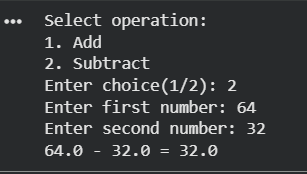 Select operation:
1. Add
2. Subtract
Enter choice(1/2): 2
Enter first number: 64
Enter second number: 32
64.0 - 32.0 = 32.0